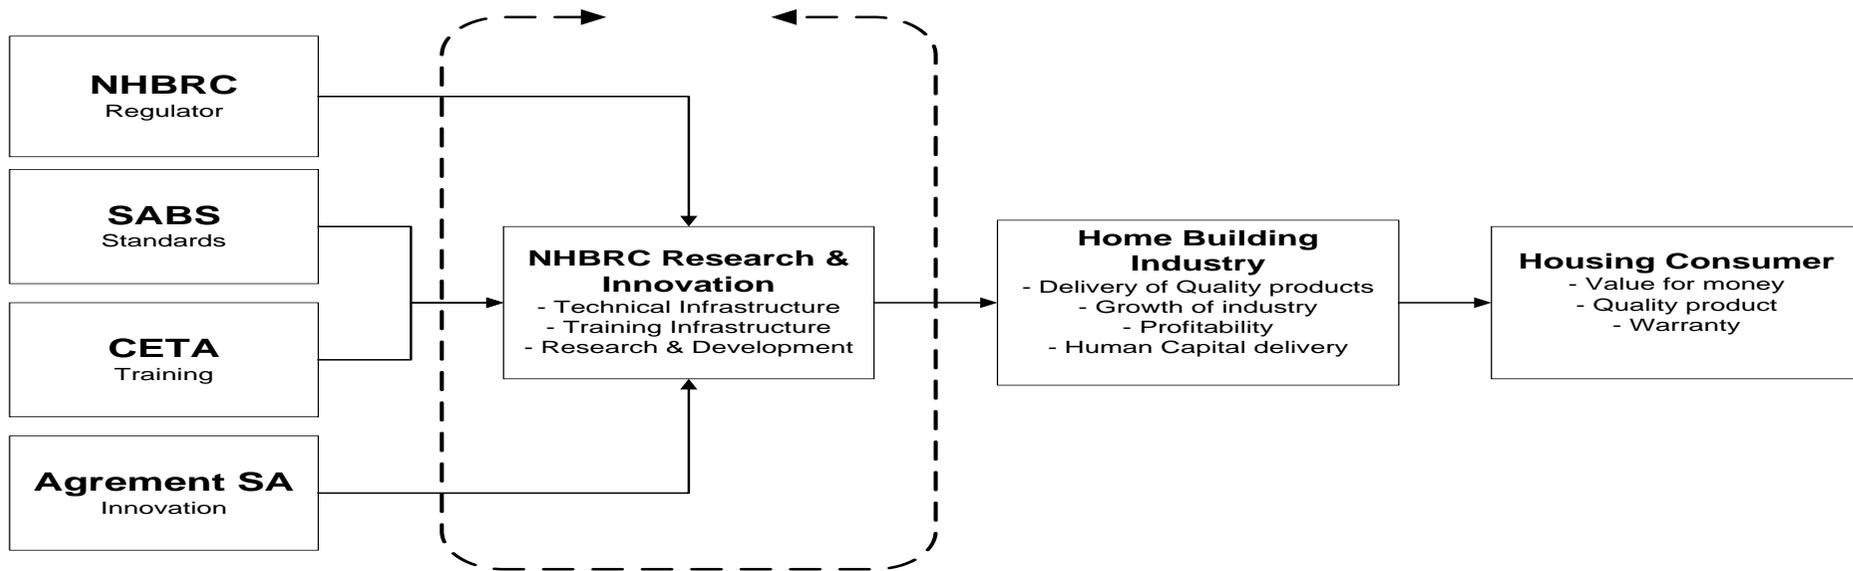 NHBRC
Regulator
SABS
Standards
CETA
Training
Agrement SA
Innovation
NHBRC Research &
Innovation
- Technical Infrastructure
- Training Infrastructure
- Research & Development
Home Building
Industry
- Delivery of Quality products
- Growth of industry
- Profitability
- Human Capital delivery
Housing Consumer
- Value for money
- Quality product
- Warranty